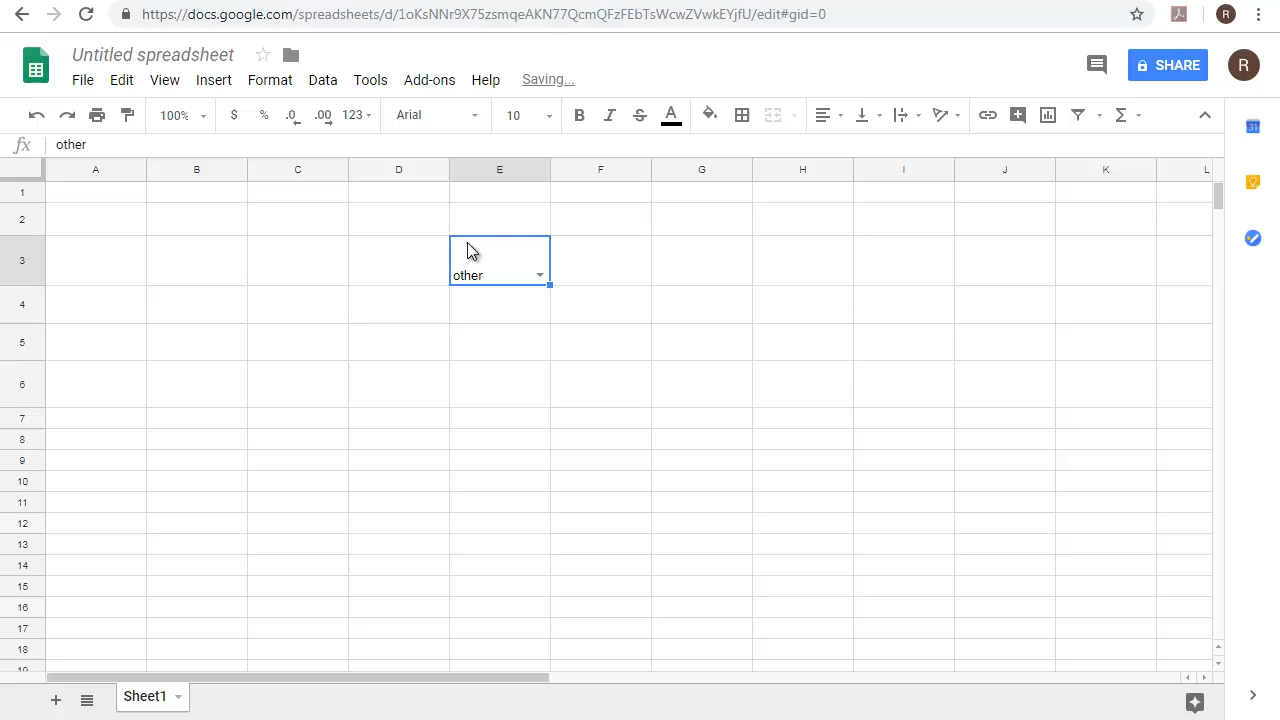 https://docs.google.com/spreadsheets/d/1oKsNNr9X75zsmqeAKN77QcmQFzFEbTsWcwZVwkEYjfU/edit#gid=0 R
Untitled spreadsheet
File Edit View Insert Format Data Tools Add-ons Help Saving... SHARE R
100% $ % .0 .00 123 Arial 10 B I S A Σ 31
fx other
A B C D E F G H I J K L
1
2
3 other
4
5
6
7
8
9
10
11
12
13
14
15
16
17
18
19
Sheet1